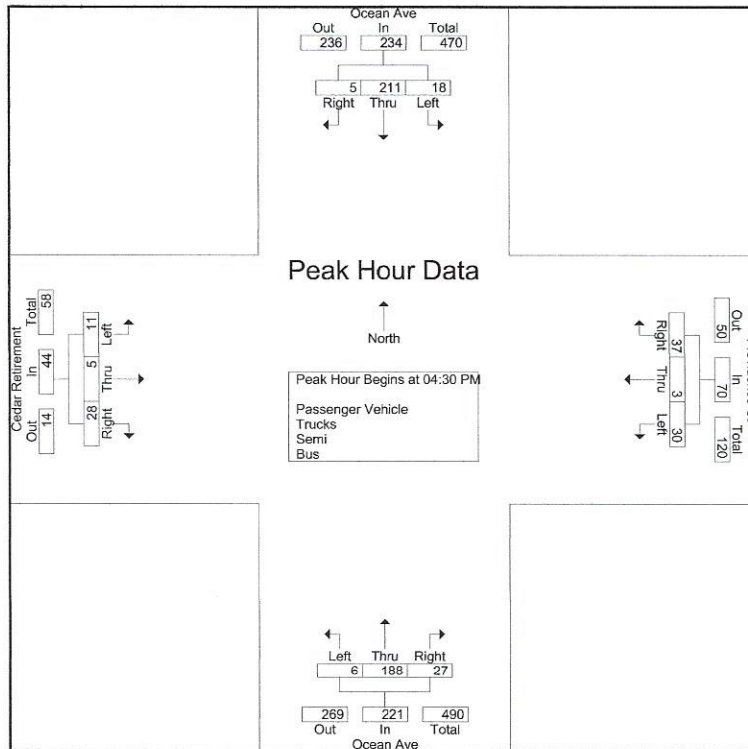 Ocean Ave
Out In Total
236 234 470
5 211 18
Right Thru Left
Peak Hour Data
North
Peak Hour Begins at 04:30 PM
Passenger Vehicle
Trucks
Semi
Bus
Cedar Retirement
Total In Out
58 44 14
11 5 28
Left Thru Right
Right Thru Left
37 3 30
50 70 120
Out In Total
Left Thru Right
6 188 27
269 221 490
Out In Total
Ocean Ave